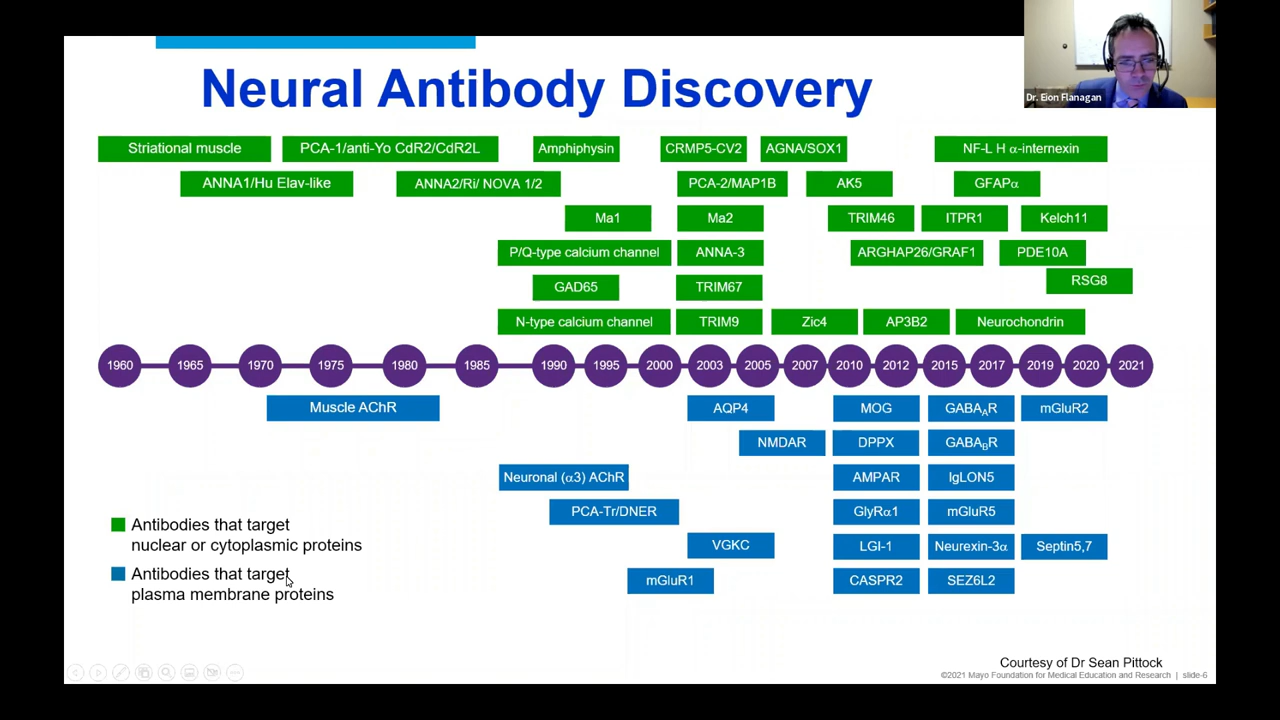 Neural Antibody Discovery
Dr. Eion Flanagan
Striational muscle
PCA-1/anti-Yo CdR2/CdR2L
Amphiphysin
CRMP5-CV2
AGNA/SOX1
NF-L H α-internexin
ANNA1/Hu Elav-like
ANNA2/Ri/ NOVA 1/2
PCA-2/MAP1B
AK5
GFAPα
Ma1
Ma2
TRIM46
ITPR1
Kelch11
P/Q-type calcium channel
ANNA-3
ARGHAP26/GRAF1
PDE10A
GAD65
TRIM67
RSG8
N-type calcium channel
TRIM9
Zic4
AP3B2
Neurochondrin
1960 1965 1970 1975 1980 1985 1990 1995 2000 2003 2005 2007 2010 2012 2015 2017 2019 2020 2021
Muscle AChR
AQP4
MOG
GABAAR
mGluR2
NMDAR
DPPX
GABABR
Neuronal (α3) AChR
AMPAR
IgLON5
PCA-Tr/DNER
GlyRα1
mGluR5
VGKC
LGI-1
Neurexin-3α
Septin5,7
mGluR1
CASPR2
SEZ6L2
Antibodies that target
nuclear or cytoplasmic proteins
Antibodies that target
plasma membrane proteins
Courtesy of Dr Sean Pittock
©2021 Mayo Foundation for Medical Education and Research | slide-6